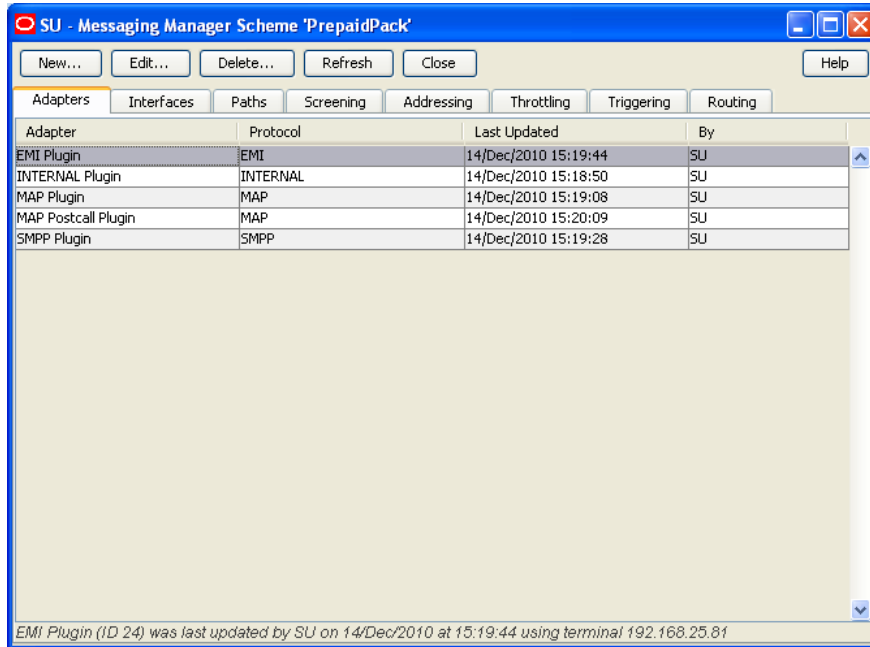 SU - Messaging Manager Scheme 'PrepaidPack'
New... Edit... Delete... Refresh Close Help
Adapters Interfaces Paths Screening Addressing Throttling Triggering Routing
Adapter Protocol Last Updated By
EMI Plugin EMI 14/Dec/2010 15:19:44 SU
INTERNAL Plugin INTERNAL 14/Dec/2010 15:18:50 SU
MAP Plugin MAP 14/Dec/2010 15:19:08 SU
MAP Postcall Plugin MAP 14/Dec/2010 15:20:09 SU
SMPP Plugin SMPP 14/Dec/2010 15:19:28 SU
EMI Plugin (ID 24) was last updated by SU on 14/Dec/2010 at 15:19:44 using terminal 192.168.25.81